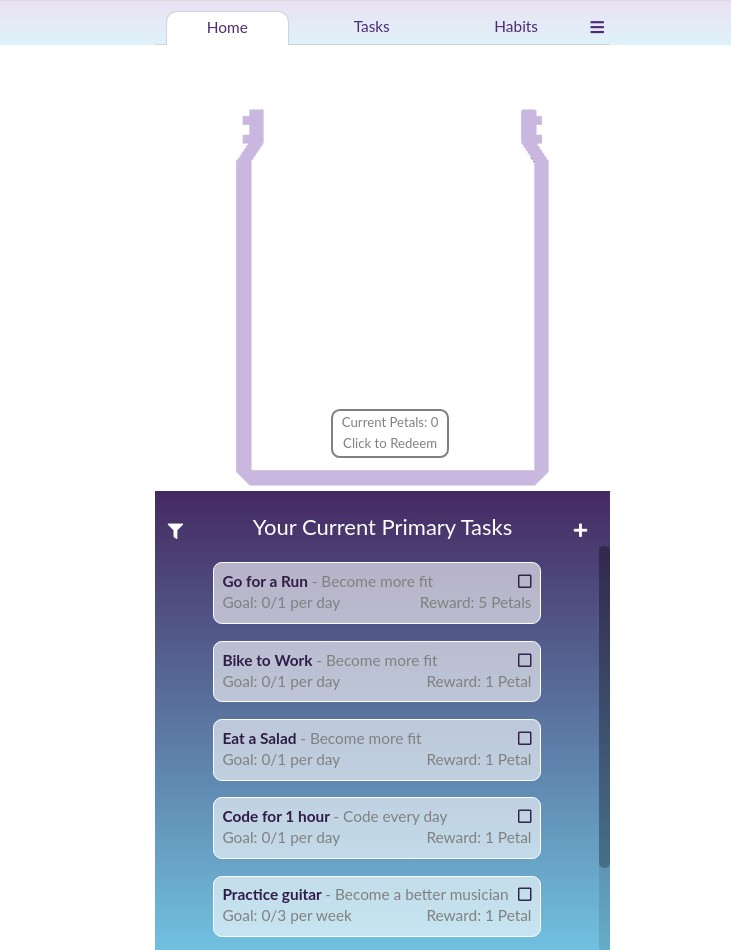 Home
Tasks
Habits
Current Petals: 0
Click to Redeem
Your Current Primary Tasks
Go for a Run - Become more fit
Goal: 0/1 per day Reward: 5 Petals
Bike to Work - Become more fit
Goal: 0/1 per day Reward: 1 Petal
Eat a Salad - Become more fit
Goal: 0/1 per day Reward: 1 Petal
Code for 1 hour - Code every day
Goal: 0/1 per day Reward: 1 Petal
Practice guitar - Become a better musician
Goal: 0/3 per week Reward: 1 Petal